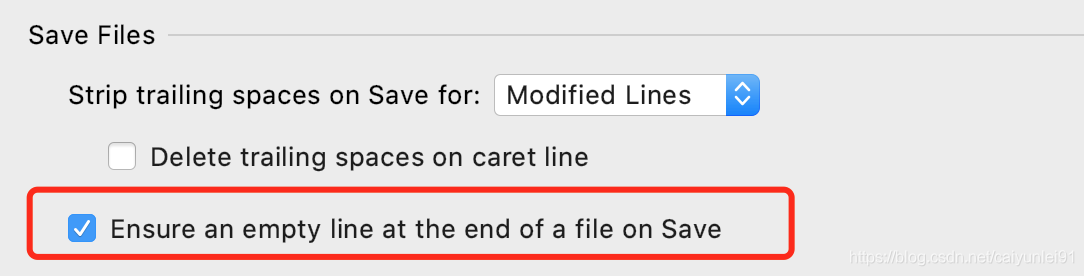 Save Files
Strip trailing spaces on Save for: Modified Lines
Delete trailing spaces on caret line
Ensure an empty line at the end of a file on Save
https://blog.csdn.net/caiyunlei91